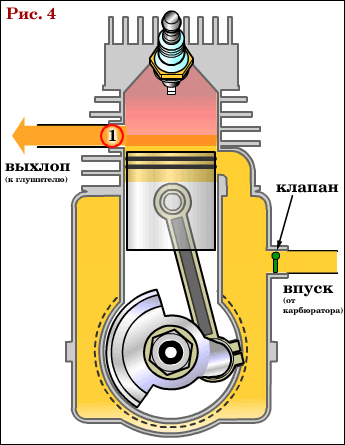 Рис. 4
1
выхлоп
(к глушителю)
клапан
впуск
(от
карбюратора)